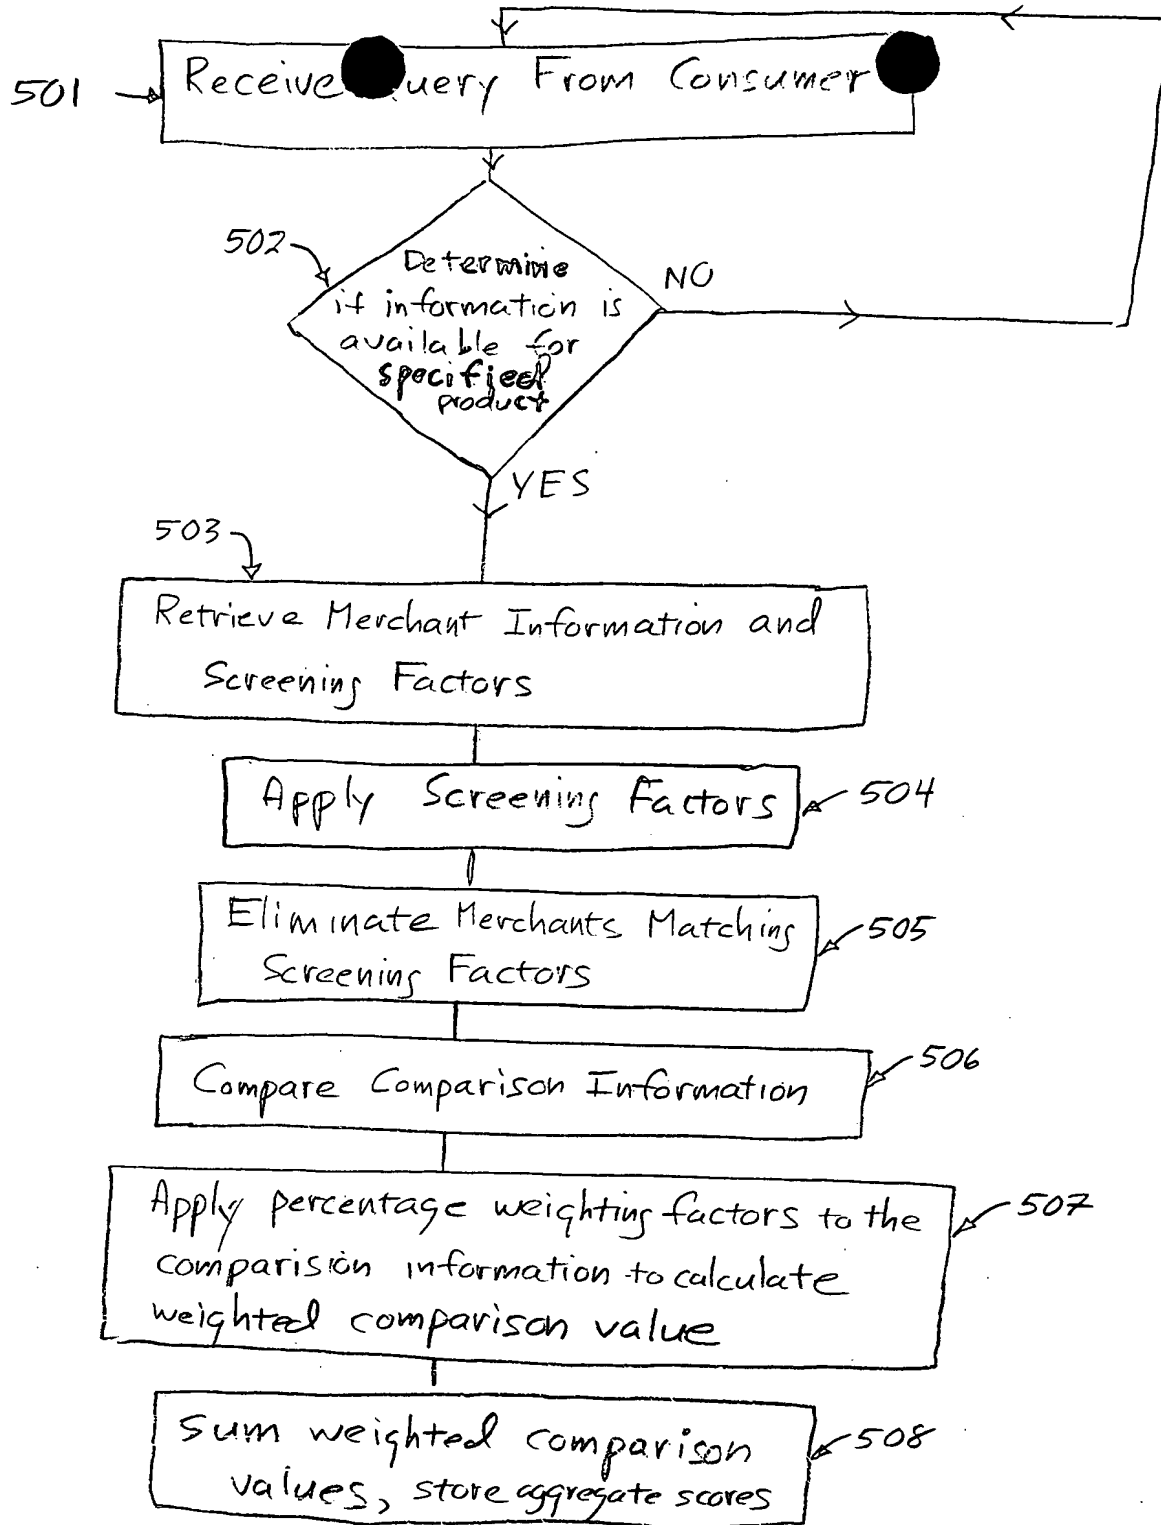 501
Receive uery From Consumer
502
Determine
if information is
available for
specified
product
NO
YES
503
Retrieve Merchant Information and
Screening Factors
Apply Screening Factors
504
Eliminate Merchants Matching
Screening Factors
505
Compare Comparison Information
506
Apply percentage weighting factors to the
comparision information to calculate
weighted comparison value
507
Sum weighted comparison
values, store aggregate scores
508